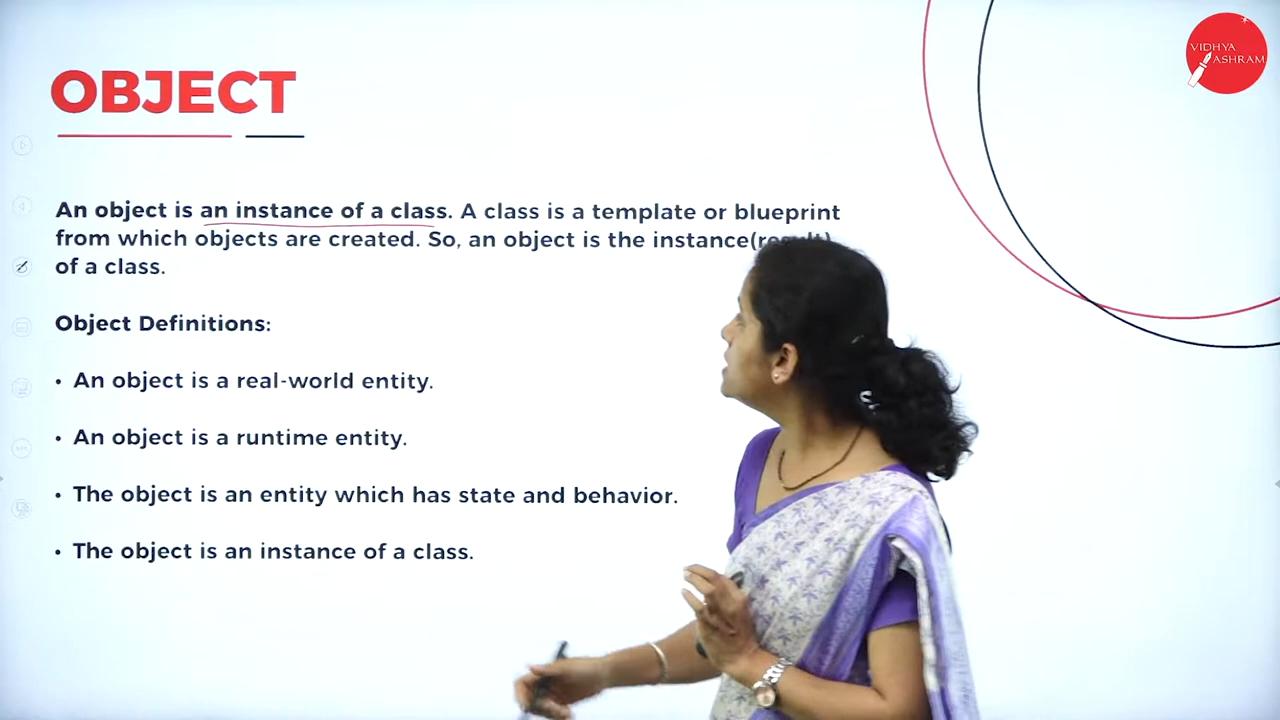 VIDHYA
ASHRAM
OBJECT
An object is an instance of a class. A class is a template or blueprint
from which objects are created. So, an object is the instance(result)
of a class.
Object Definitions:
• An object is a real-world entity.
• An object is a runtime entity.
• The object is an entity which has state and behavior.
• The object is an instance of a class.